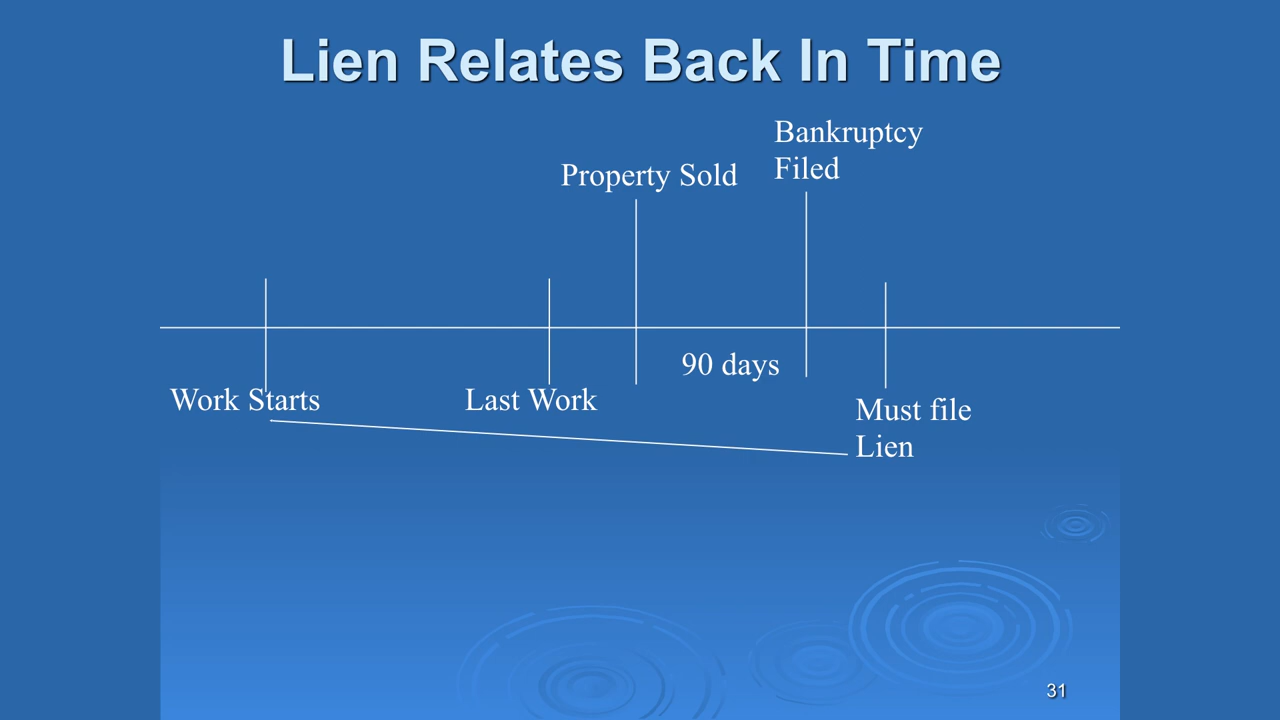 Lien Relates Back In Time
Bankruptcy
Filed
Property Sold
90 days
Work Starts
Last Work
Must file
Lien
31